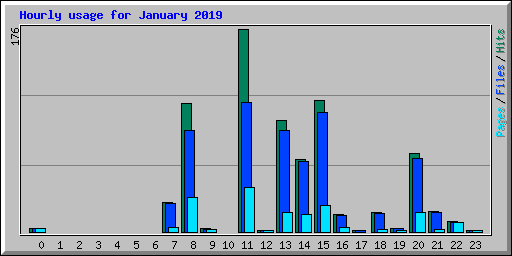 Hourly usage for January 2019
176
Pages/Files/Hits
0 1 2 3 4 5 6 7 8 9 10 11 12 13 14 15 16 17 18 19 20 21 22 23